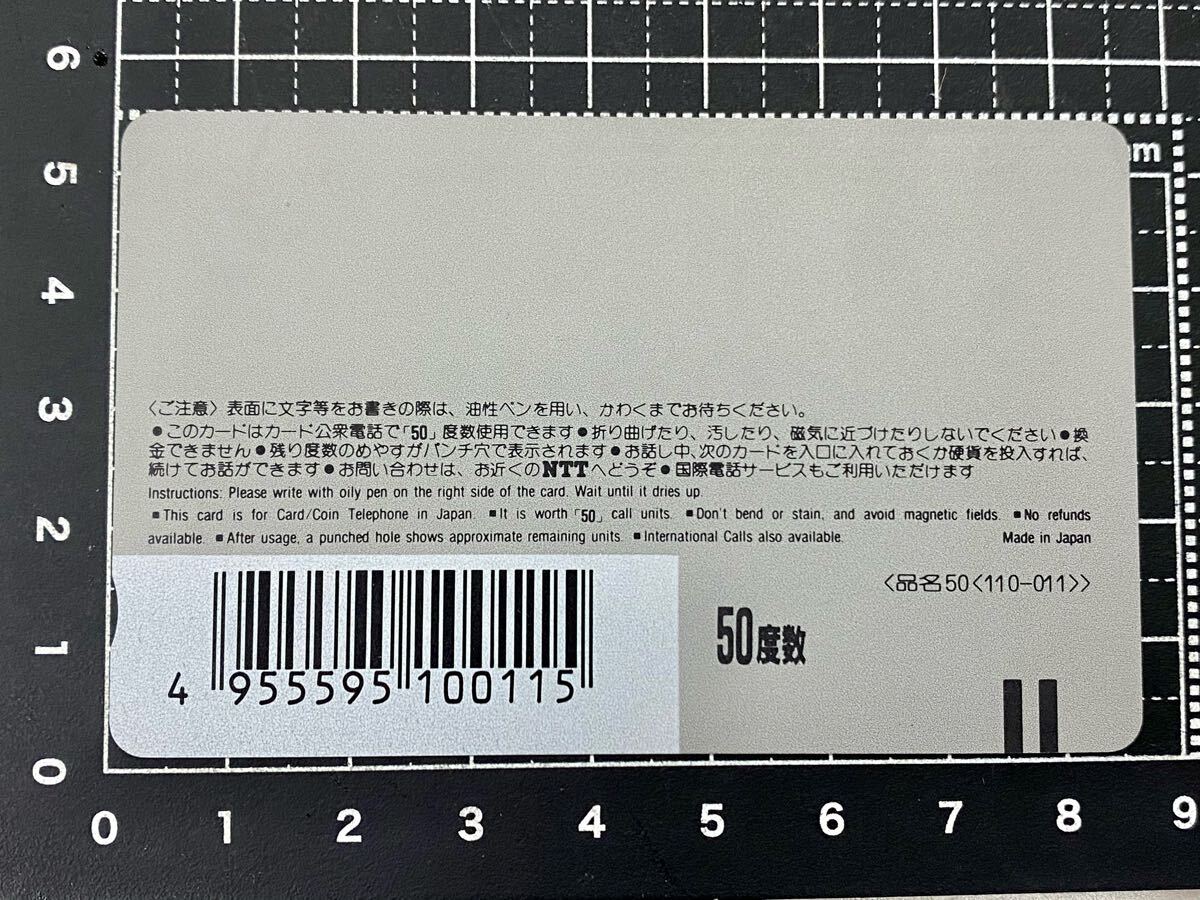 6
5
m
4
3
2
1
0
〈ご注意〉表面に文字等をお書きの際は、油性ペンを用い、かわくまでお待ちください。
●このカードはカード公衆電話で「50」度数使用できます●折り曲げたり、汚したり、磁気に近づけたりしないでください●換
金できません●残り度数のめやすがパンチ穴で表示されます●お話し中、次のカードを入口に入れておくか硬貨を投入すれば、
続けてお話ができます●お問い合わせは、お近くのNTTへどうぞ●国際電話サービスもご利用いただけます
Instructions: Please write with oily pen on the right side of the card. Wait until it dries up.
■This card is for Card/Coin Telephone in Japan. ■It is worth「50」call units. ■Don't bend or stain, and avoid magnetic fields. ■No refunds
available. ■After usage, a punched hole shows approximate remaining units. ■International Calls also available. Made in Japan
〈品名50〈110-011〉〉
50度数
4 955595 100115
0 1 2 3 4 5 6 7 8 9